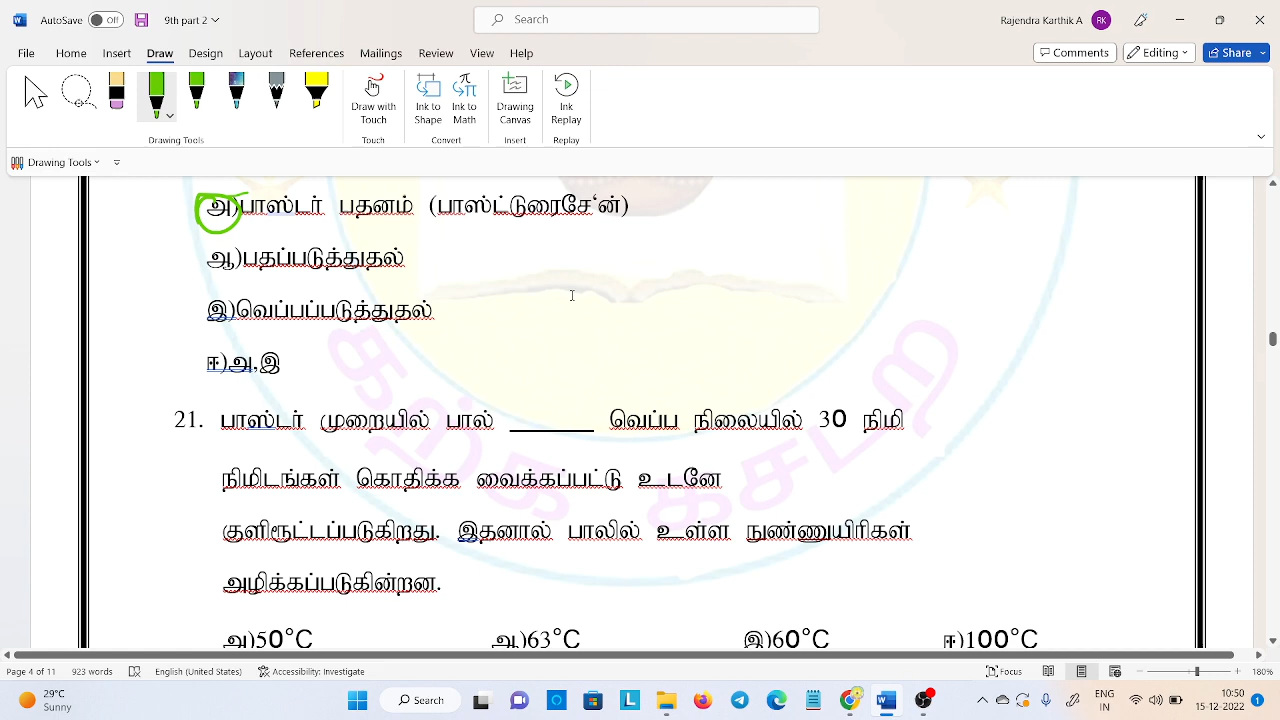 AutoSave Off 9th part 2 Search Rajendra Karthik A RK
File Home Insert Draw Design Layout References Mailings Review View Help Comments Editing Share
Draw with Touch Ink to Shape Ink to Math Drawing Canvas Ink Replay
Drawing Tools Touch Convert Insert Replay
Drawing Tools
அ)பாஸ்டர் பதனம் (பாஸ்ட்டுரைசே‘ன்)
ஆ)பதப்படுத்துதல்
இ)வெப்பப்படுத்துதல்
ஈ)அ,இ
21. பாஸ்டர் முறையில் பால் ______ வெப்ப நிலையில் 30 நிமி
நிமிடங்கள் கொதிக்க வைக்கப்பட்டு உடனே
குளிரூட்டப்படுகிறது. இதனால் பாலில் உள்ள நுண்ணுயிரிகள்
அழிக்கப்படுகின்றன.
அ)50°C ஆ)63°C இ)60°C ஈ)100°C
கற்க கசடற
Page 4 of 11 923 words English (United States) Accessibility: Investigate Focus 180%
29°C Sunny Search ENG IN 10:50 15-12-2022 1